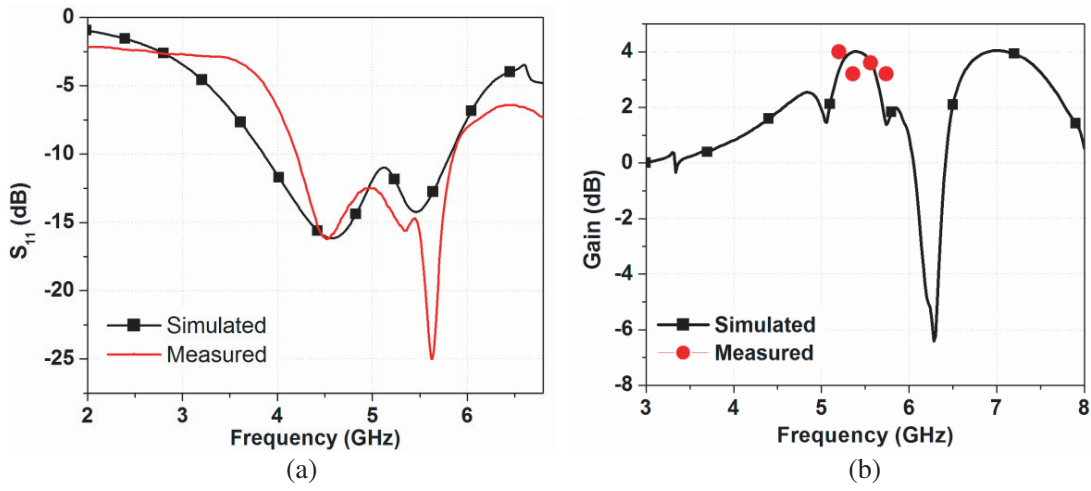 0
-5
-10
-15
-20
-25
S11 (dB)
Simulated
Measured
2 3 4 5 6
Frequency (GHz)
(a)
(b)
4
2
0
-2
-4
-6
-8
Gain (dB)
Simulated
Measured
3 4 5 6 7 8
Frequency (GHz)